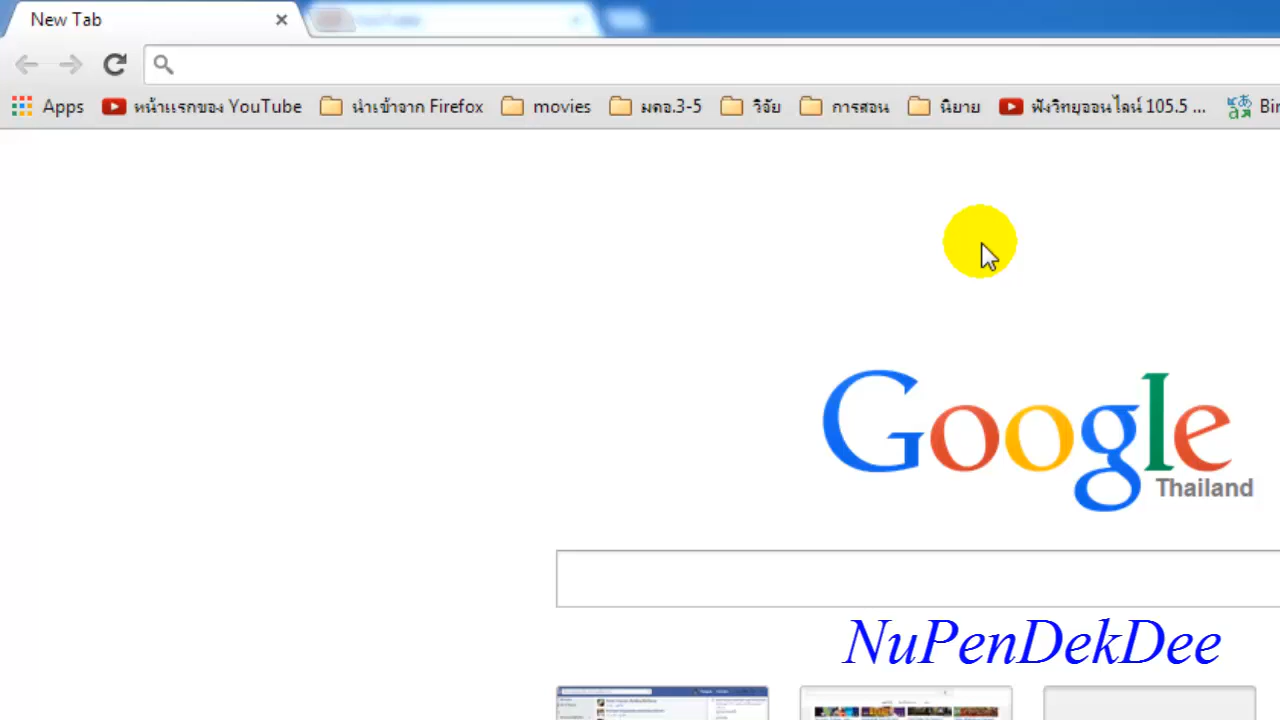 New Tab
Apps หน้าแรกของ YouTube นำเข้าจาก Firefox movies มคอ.3-5 วิจัย การสอน นิยาย ฟังวิทยุออนไลน์ 105.5 ... Bin
Google
Thailand
NuPenDekDee